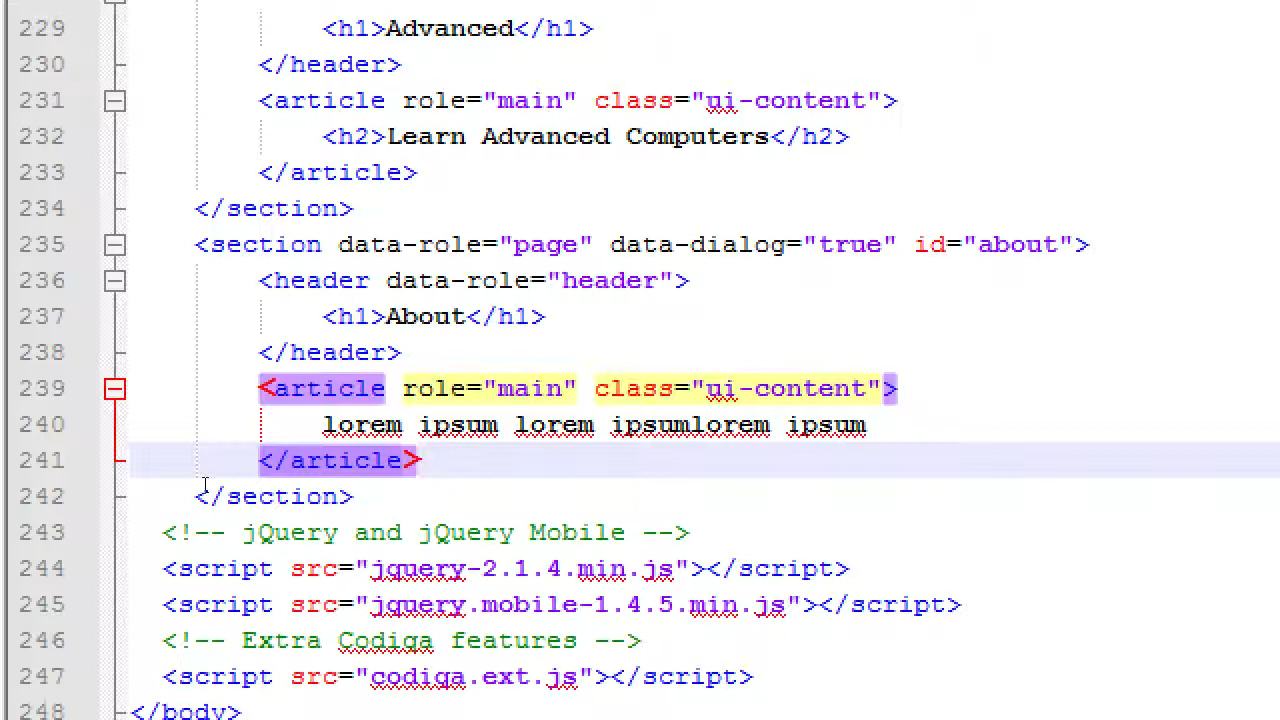 229 <h1>Advanced</h1>
230 </header>
231 <article role="main" class="ui-content">
232 <h2>Learn Advanced Computers</h2>
233 </article>
234 </section>
235 <section data-role="page" data-dialog="true" id="about">
236 <header data-role="header">
237 <h1>About</h1>
238 </header>
239 <article role="main" class="ui-content">
240 lorem ipsum lorem ipsumlorem ipsum
241 </article>
242 </section>
243 <!-- jQuery and jQuery Mobile -->
244 <script src="jquery-2.1.4.min.js"></script>
245 <script src="jquery.mobile-1.4.5.min.js"></script>
246 <!-- Extra Codiqa features -->
247 <script src="codiqa.ext.js"></script>
248 </body>